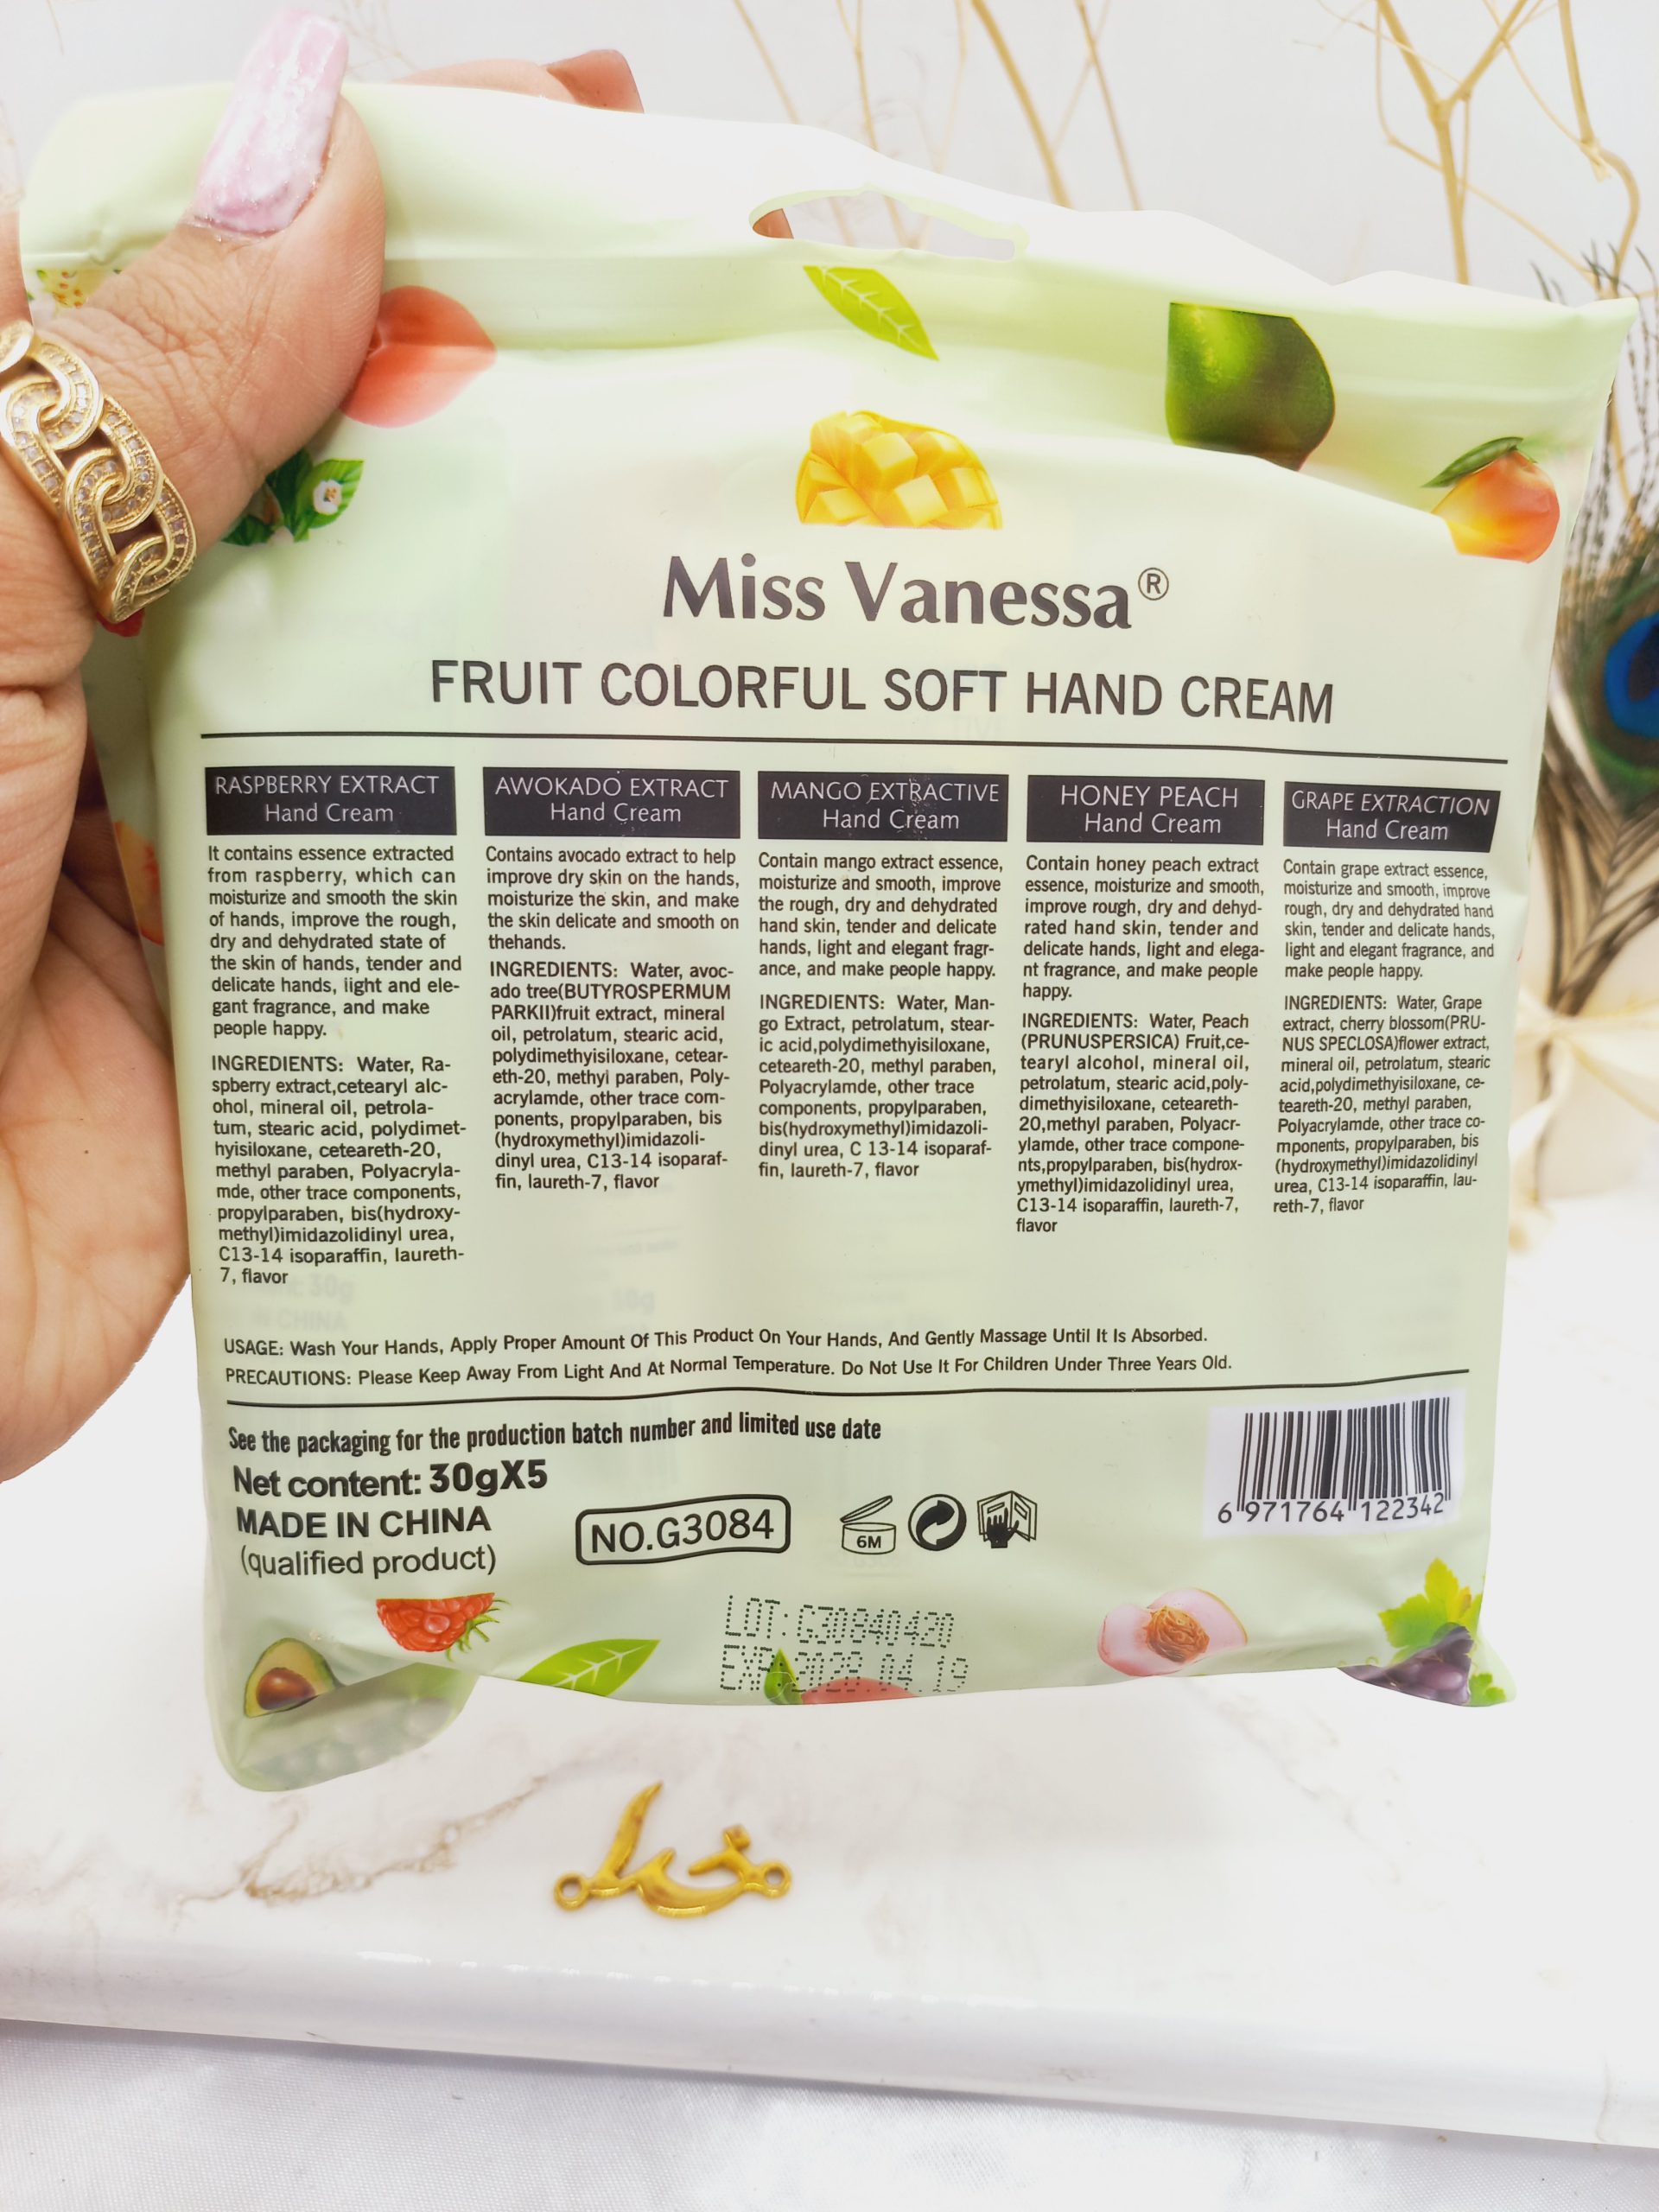 Miss Vanessa®
FRUIT COLORFUL SOFT HAND CREAM
RASPBERRY EXTRACT
Hand Cream
It contains essence extracted
from raspberry, which can
moisturize and smooth the skin
of hands, improve the rough,
dry and dehydrated state of
the skin of hands, tender and
delicate hands, light and ele-
gant fragrance, and make
people happy.
INGREDIENTS: Water, Ra-
spberry extract,cetearyl alc-
ohol, mineral oil, petrola-
tum, stearic acid, polydimet-
hyisiloxane, ceteareth-20,
methyl paraben, Polyacryla-
mde, other trace components,
propylparaben, bis(hydroxy-
methyl)imidazolidinyl urea,
C13-14 isoparaffin, laureth-
7, flavor
AWOKADO EXTRACT
Hand Cream
Contains avocado extract to help
improve dry skin on the hands,
moisturize the skin, and make
the skin delicate and smooth on
thehands.
INGREDIENTS: Water, avoc-
ado tree(BUTYROSPERMUM
PARKII)fruit extract, mineral
oil, petrolatum, stearic acid,
polydimethyisiloxane, cetear-
eth-20, methyl paraben, Poly-
acrylamde, other trace com-
ponents, propylparaben, bis
(hydroxymethyl)imidazoli-
dinyl urea, C13-14 isoparaf-
fin, laureth-7, flavor
MANGO EXTRACTIVE
Hand Cream
Contain mango extract essence,
moisturize and smooth, improve
the rough, dry and dehydrated
hand skin, tender and delicate
hands, light and elegant fragr-
ance, and make people happy.
INGREDIENTS: Water, Man-
go Extract, petrolatum, stear-
ic acid,polydimethyisiloxane,
ceteareth-20, methyl paraben,
Polyacrylamde, other trace
components, propylparaben,
bis(hydroxymethyl)imidazoli-
dinyl urea, C 13-14 isoparaf-
fin, laureth-7, flavor
HONEY PEACH
Hand Cream
Contain honey peach extract
essence, moisturize and smooth,
improve rough, dry and dehyd-
rated hand skin, tender and
delicate hands, light and elega-
nt fragrance, and make people
happy.
INGREDIENTS: Water, Peach
(PRUNUSPERSICA) Fruit,ce-
tearyl alcohol, mineral oil,
petrolatum, stearic acid,poly-
dimethyisiloxane, ceteareth-
20,methyl paraben, Polyacr-
ylamde, other trace compone-
nts,propylparaben, bis(hydrox-
ymethyl)imidazolidinyl urea,
C13-14 isoparaffin, laureth-7,
flavor
GRAPE EXTRACTION
Hand Cream
Contain grape extract essence,
moisturize and smooth, improve
rough, dry and dehydrated hand
skin, tender and delicate hands,
light and elegant fragrance, and
make people happy.
INGREDIENTS: Water, Grape
extract, cherry blossom(PRU-
NUS SPECLOSA)flower extract,
mineral oil, petrolatum, stearic
acid,polydimethyisiloxane, ce-
teareth-20, methyl paraben,
Polyacrylamde, other trace co-
mponents, propylparaben, bis
(hydroxymethyl)imidazolidinyl
urea, C13-14 isoparaffin, lau-
reth-7, flavor
USAGE: Wash Your Hands, Apply Proper Amount Of This Product On Your Hands, And Gently Massage Until It Is Absorbed.
PRECAUTIONS: Please Keep Away From Light And At Normal Temperature. Do Not Use It For Children Under Three Years Old.
See the packaging for the production batch number and limited use date
Net content: 30gX5
MADE IN CHINA
(qualified product)
NO.G3084
6M
6 971764 122342
LOT:G30840420
EXP:2028.04.19